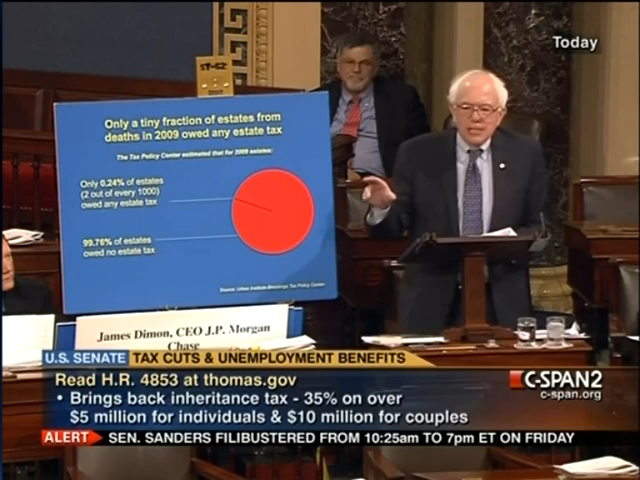 Today
ST-62
Only a tiny fraction of estates from
deaths in 2009 owed any estate tax
The Tax Policy Center estimated that for 2009 estates:
Only 0.24% of estates
(2 out of every 1000)
owed any estate tax
99.76% of estates
owed no estate tax
Source: Urban Institute-Brookings Tax Policy Center
James Dimon, CEO J.P. Morgan
Chase
U.S. SENATE TAX CUTS & UNEMPLOYMENT BENEFITS
Read H.R. 4853 at thomas.gov
• Brings back inheritance tax - 35% on over
$5 million for individuals & $10 million for couples
C-SPAN2
c-span.org
ALERT SEN. SANDERS FILIBUSTERED FROM 10:25AM TO 7PM ET ON FRIDAY